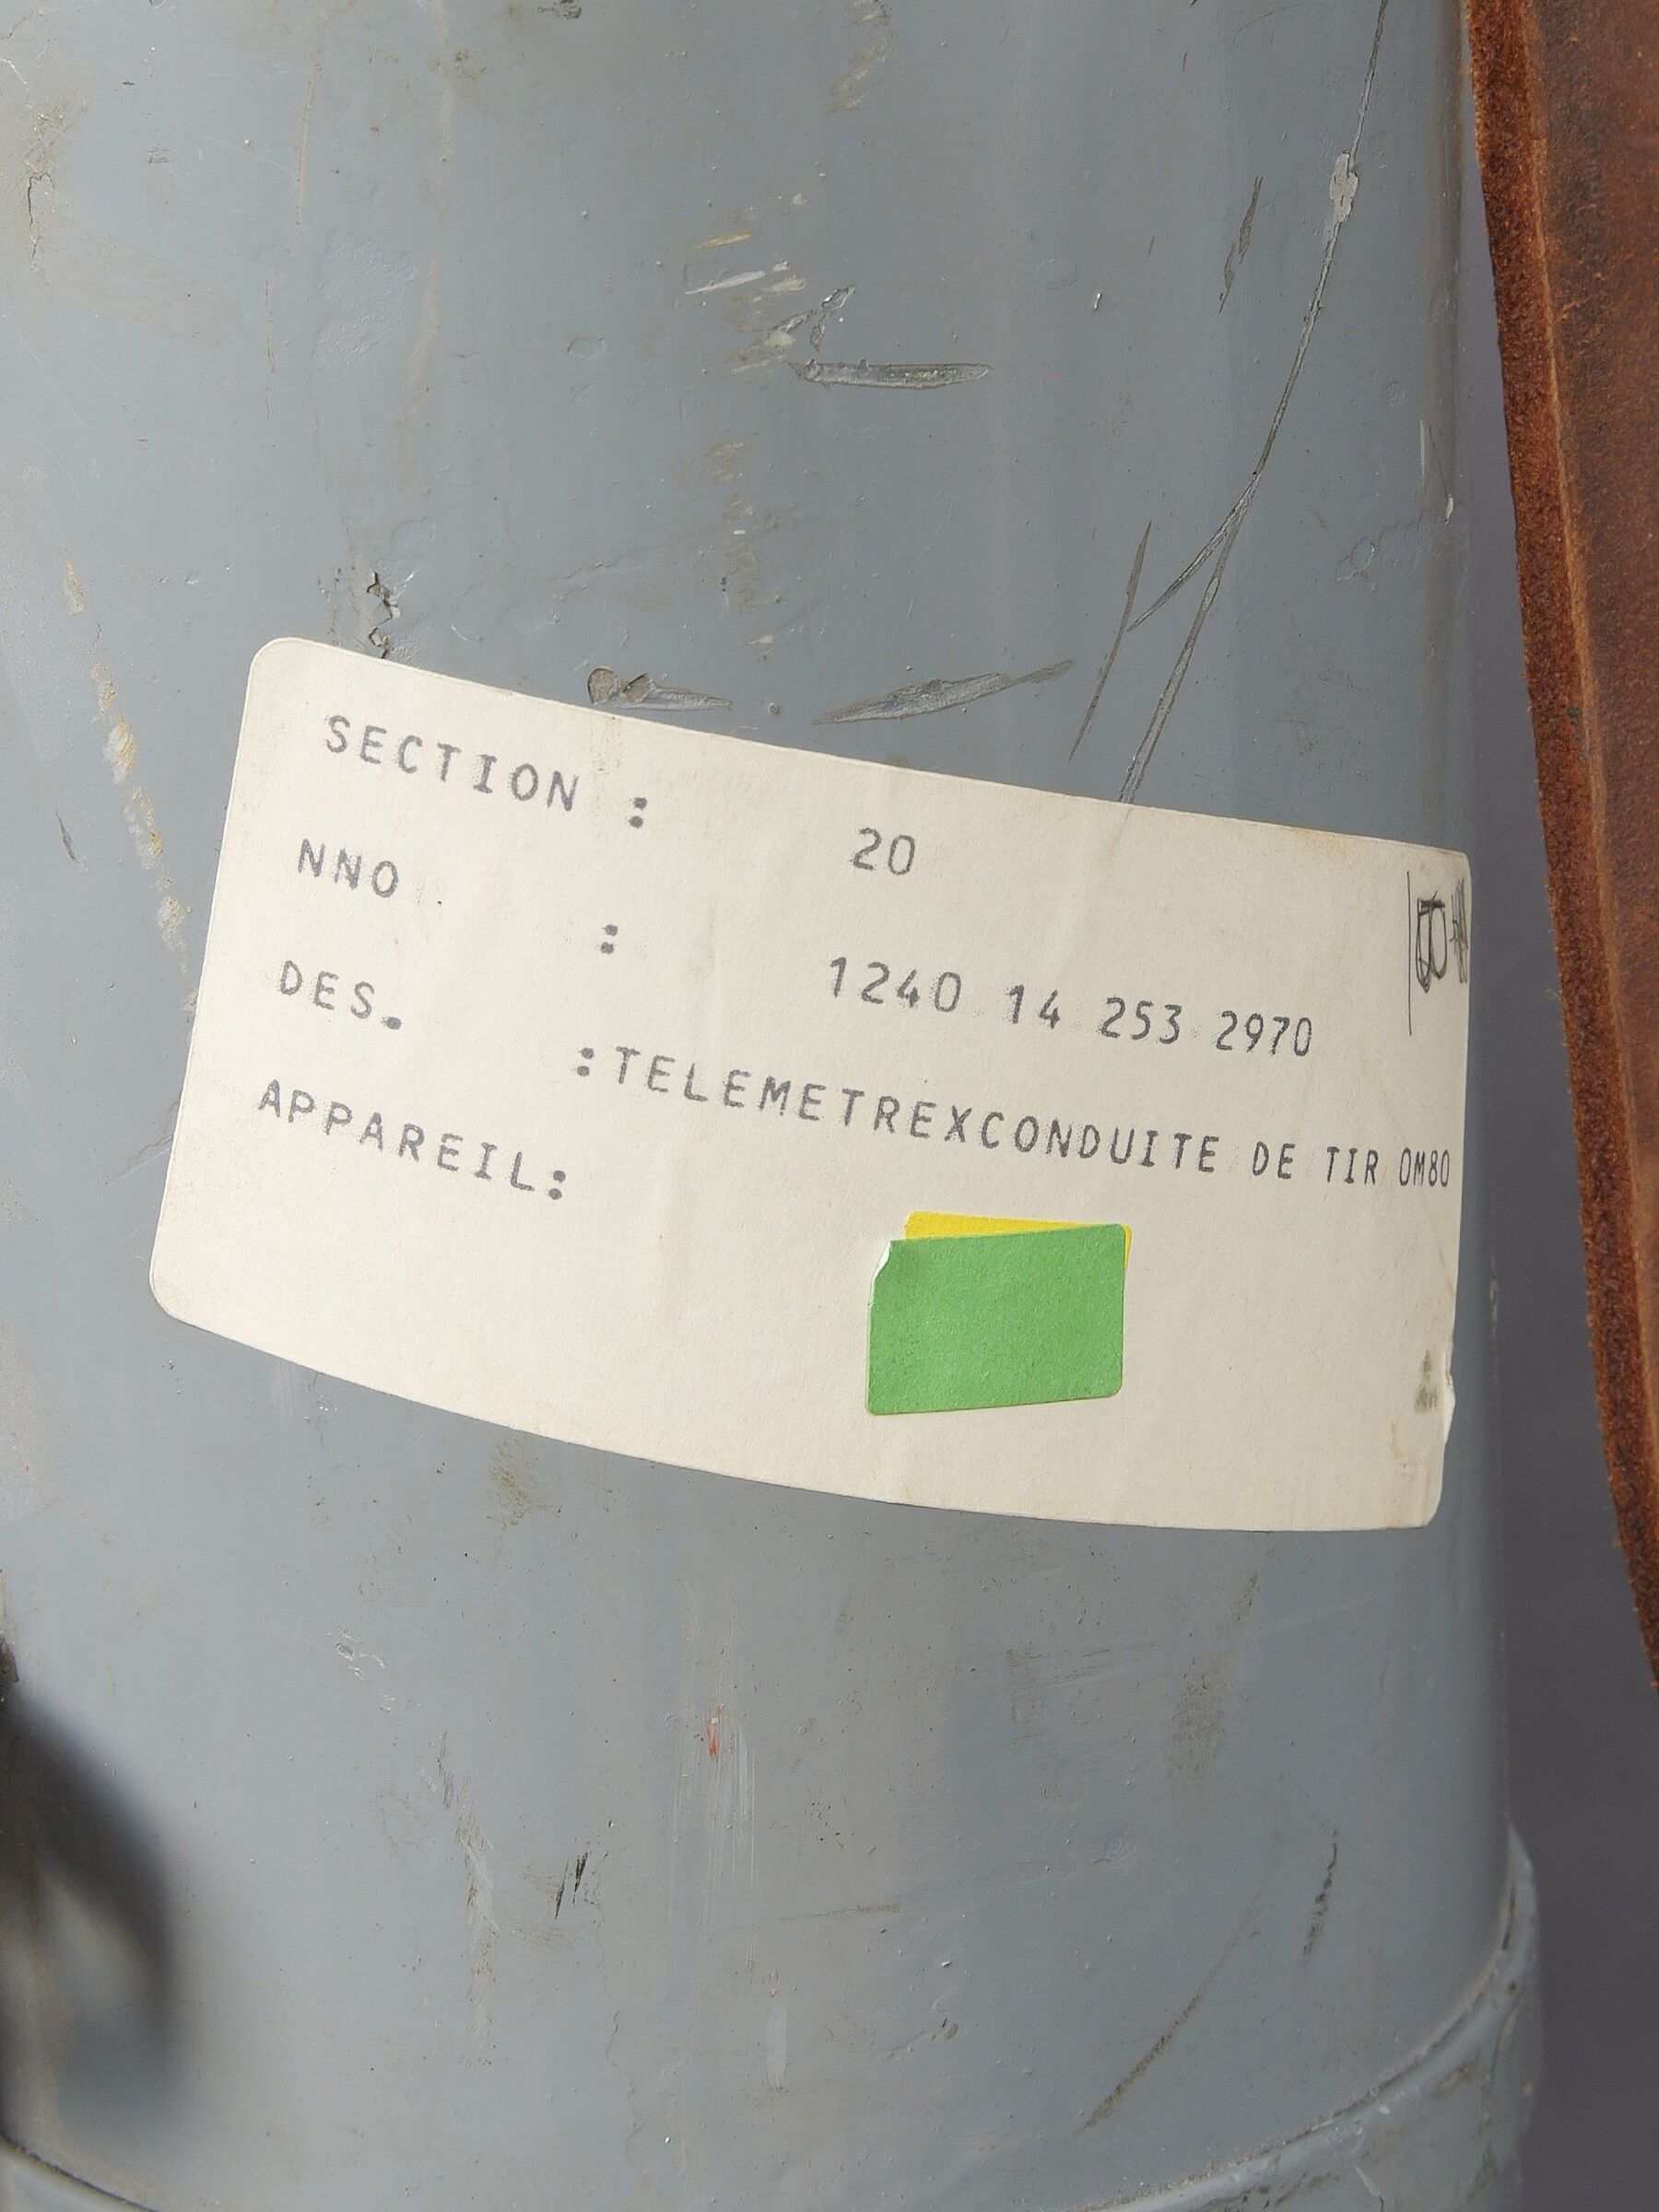 SECTION : 20
NNO : 1240 14 253 2970
DES. :TELEMETREXCONDUITE DE TIR OM80
APPAREIL: